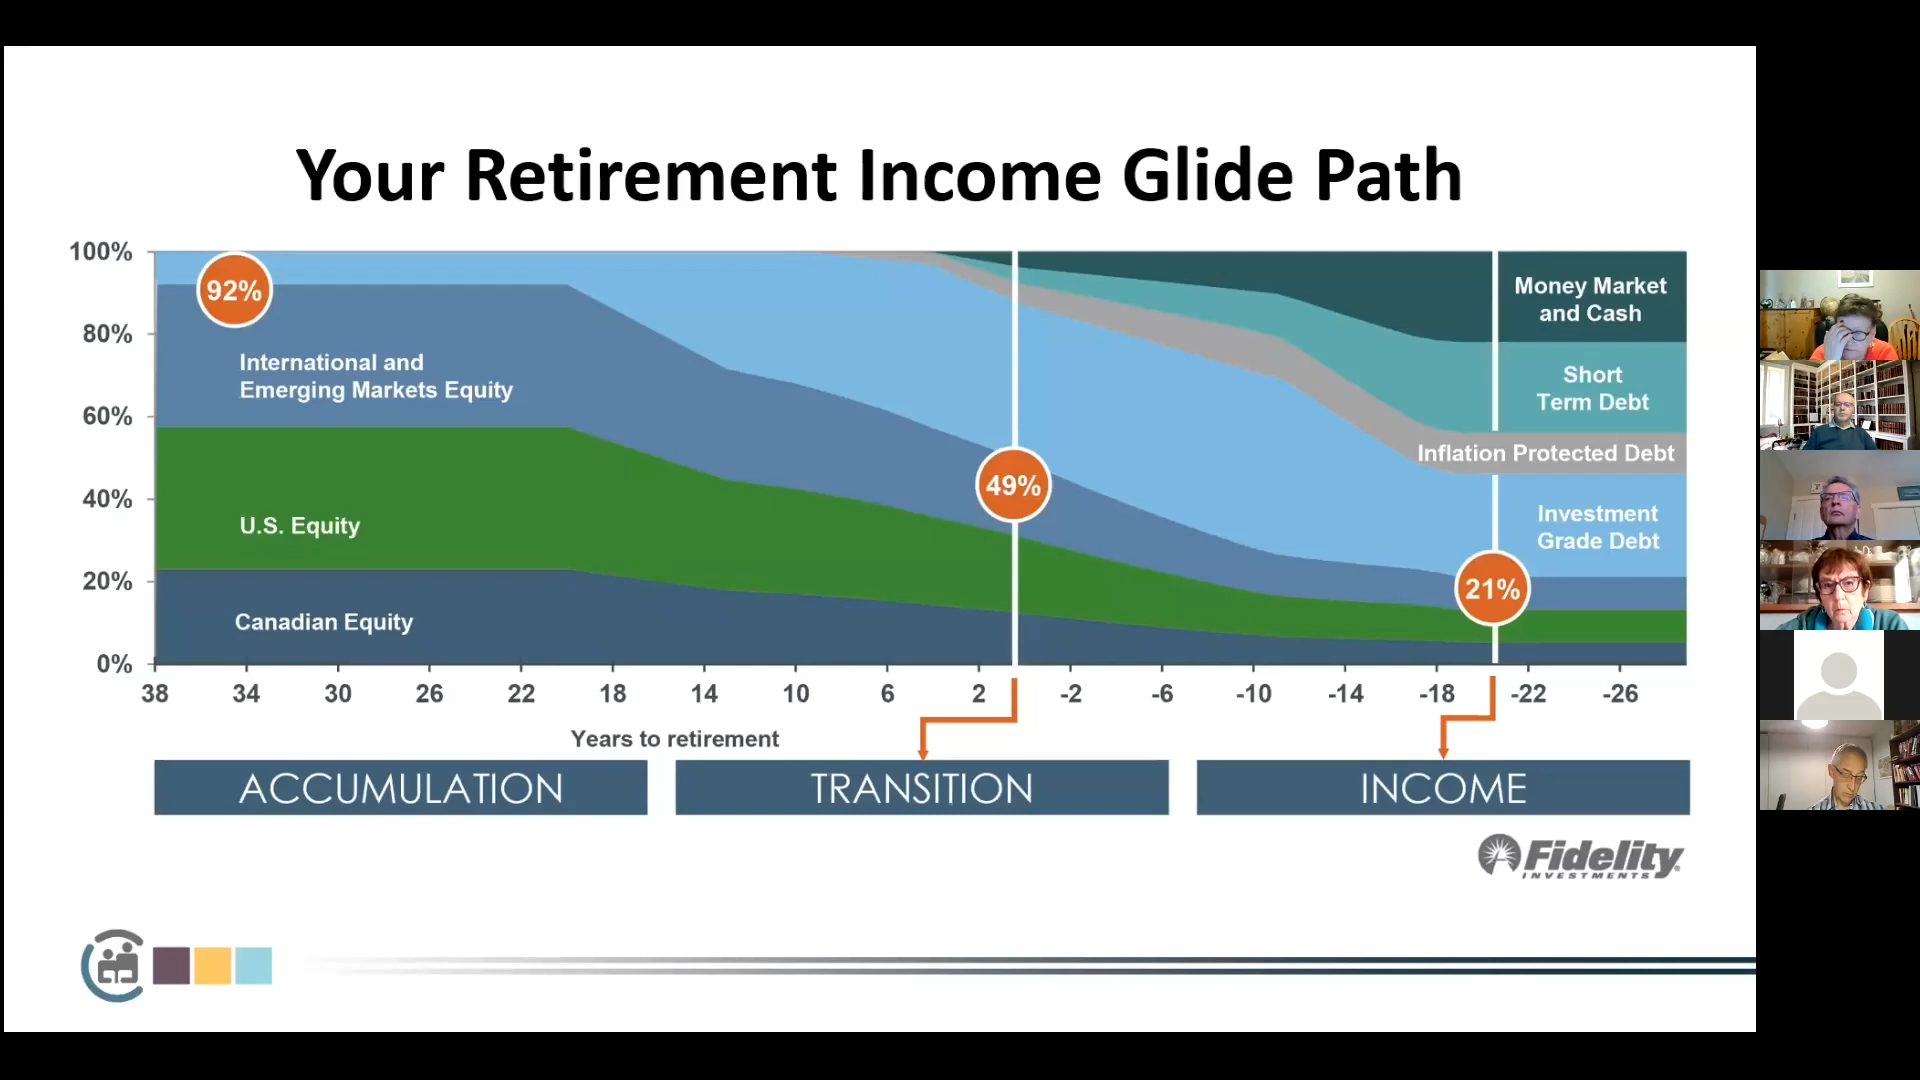 Your Retirement Income Glide Path
100%
80%
60%
40%
20%
0%
92%
49%
21%
International and
Emerging Markets Equity
U.S. Equity
Canadian Equity
Money Market
and Cash
Short
Term Debt
Inflation Protected Debt
Investment
Grade Debt
38 34 30 26 22 18 14 10 6 2 -2 -6 -10 -14 -18 -22 -26
Years to retirement
ACCUMULATION
TRANSITION
INCOME
Fidelity
INVESTMENTS